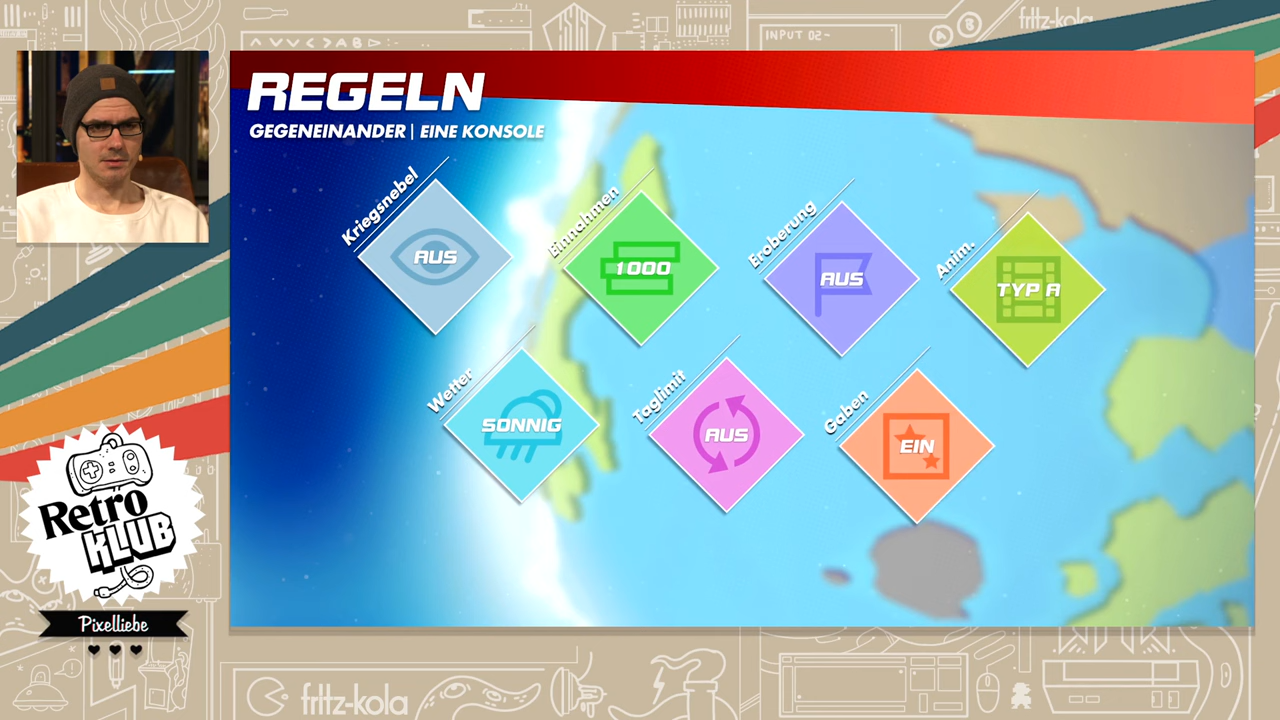 ^ V V < > A B ▷
INPUT 02-
A
B
fritz-kola
REGELN
GEGENEINANDER | EINE KONSOLE
Kriegsnebel
AUS
Einnahmen
1000
Eroberung
AUS
Anim.
TYP A
Wetter
SONNIG
Taglimit
AUS
Gaben
EIN
Retro
KLUB
Pixelliebe
fritz-kola